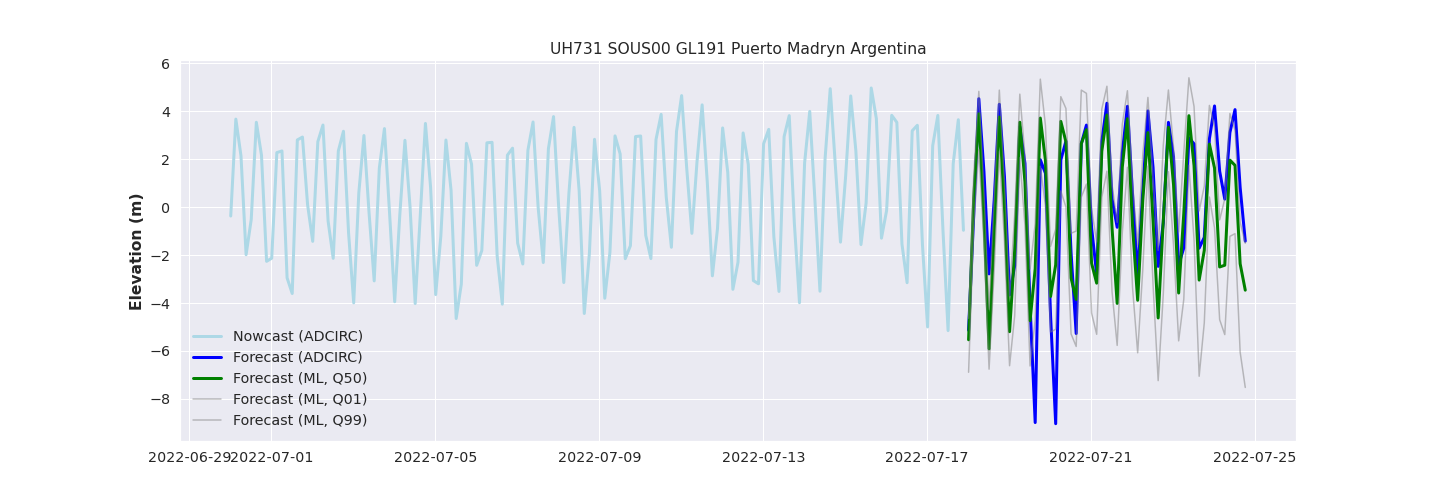 UH731 SOUS00 GL191 Puerto Madryn Argentina
Elevation (m)
6
4
2
0
−2
−4
−6
−8
Nowcast (ADCIRC)
Forecast (ADCIRC)
Forecast (ML, Q50)
Forecast (ML, Q01)
Forecast (ML, Q99)
2022-06-29 2022-07-01 2022-07-05 2022-07-09 2022-07-13 2022-07-17 2022-07-21 2022-07-25